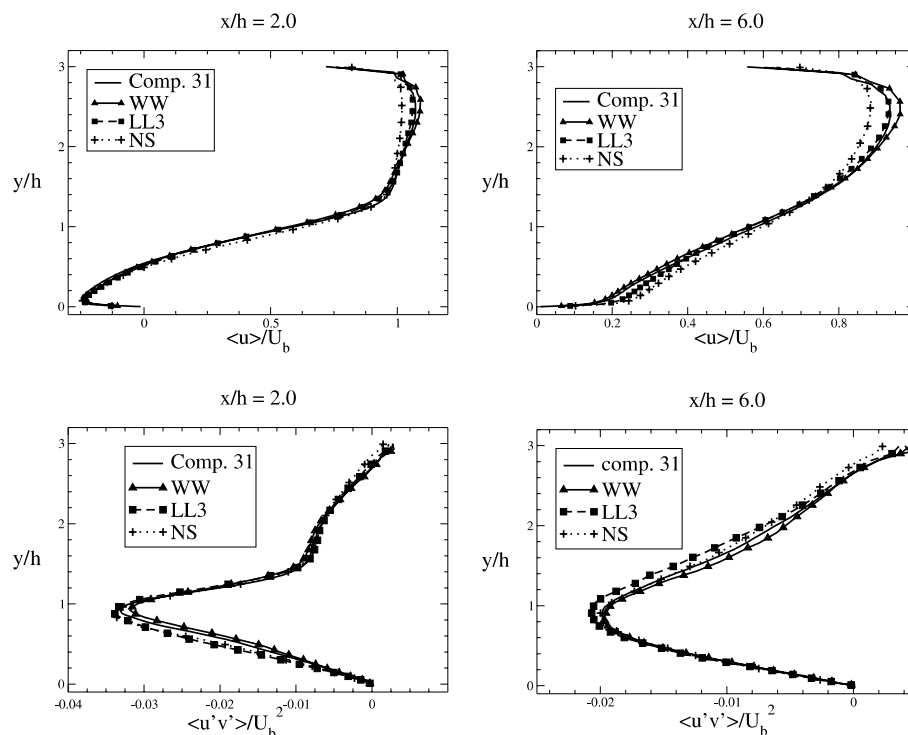 x/h = 2.0
3
2
1
0
y/h
Comp. 31
WW
LL3
NS
0
0.5
1
<u>/U_b
x/h = 6.0
3
2
1
0
y/h
Comp. 31
WW
LL3
NS
0
0.2
0.4
0.6
0.8
<u>/U_b
x/h = 2.0
3
2
1
0
y/h
Comp. 31
WW
LL3
NS
-0.04
-0.03
-0.02
-0.01
0
<u'v'>/U_b^2
x/h = 6.0
3
2
1
0
y/h
comp. 31
WW
LL3
NS
-0.02
-0.01
0
<u'v'>/U_b^2